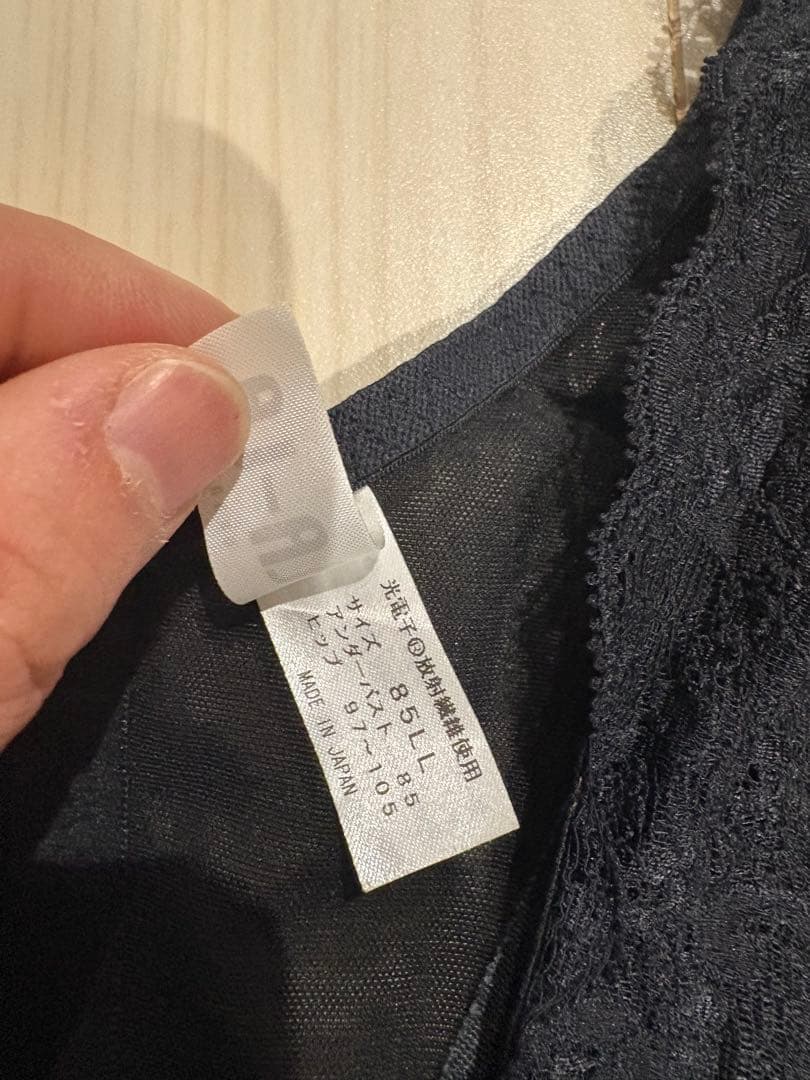 光電子®放射繊維使用
サイズ 85LL
アンダーバスト 85
ヒップ 97〜105
MADE IN JAPAN